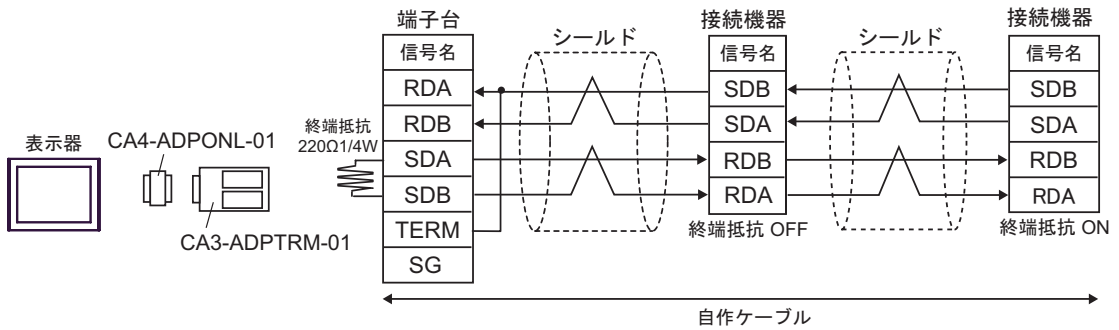 端子台
接続機器
接続機器
シールド
シールド
信号名
信号名
信号名
RDA
SDB
SDB
RDB
SDA
SDA
終端抵抗
220Ω1/4W
SDA
RDB
RDB
SDB
RDA
RDA
表示器
CA4-ADPONL-01
CA3-ADPTRM-01
TERM
終端抵抗 OFF
終端抵抗 ON
SG
自作ケーブル